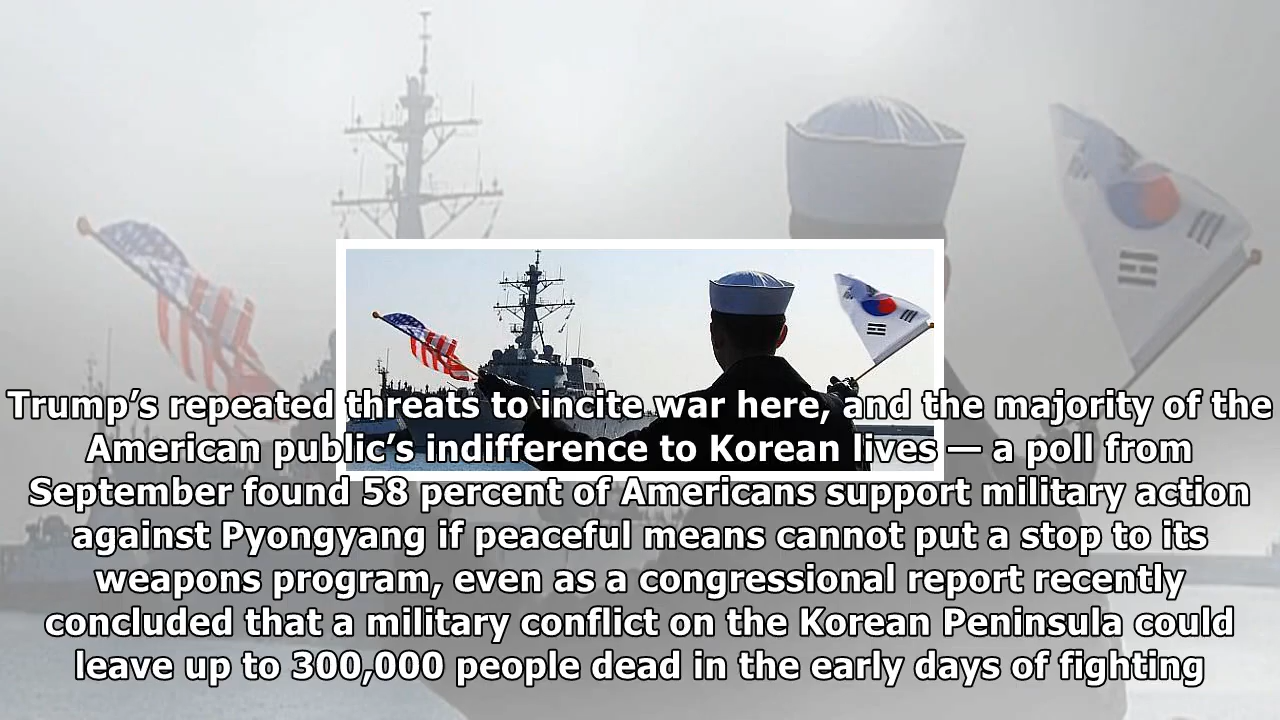 Trump’s repeated threats to incite war here, and the majority of the
American public’s indifference to Korean lives — a poll from
September found 58 percent of Americans support military action
against Pyongyang if peaceful means cannot put a stop to its
weapons program, even as a congressional report recently
concluded that a military conflict on the Korean Peninsula could
leave up to 300,000 people dead in the early days of fighting